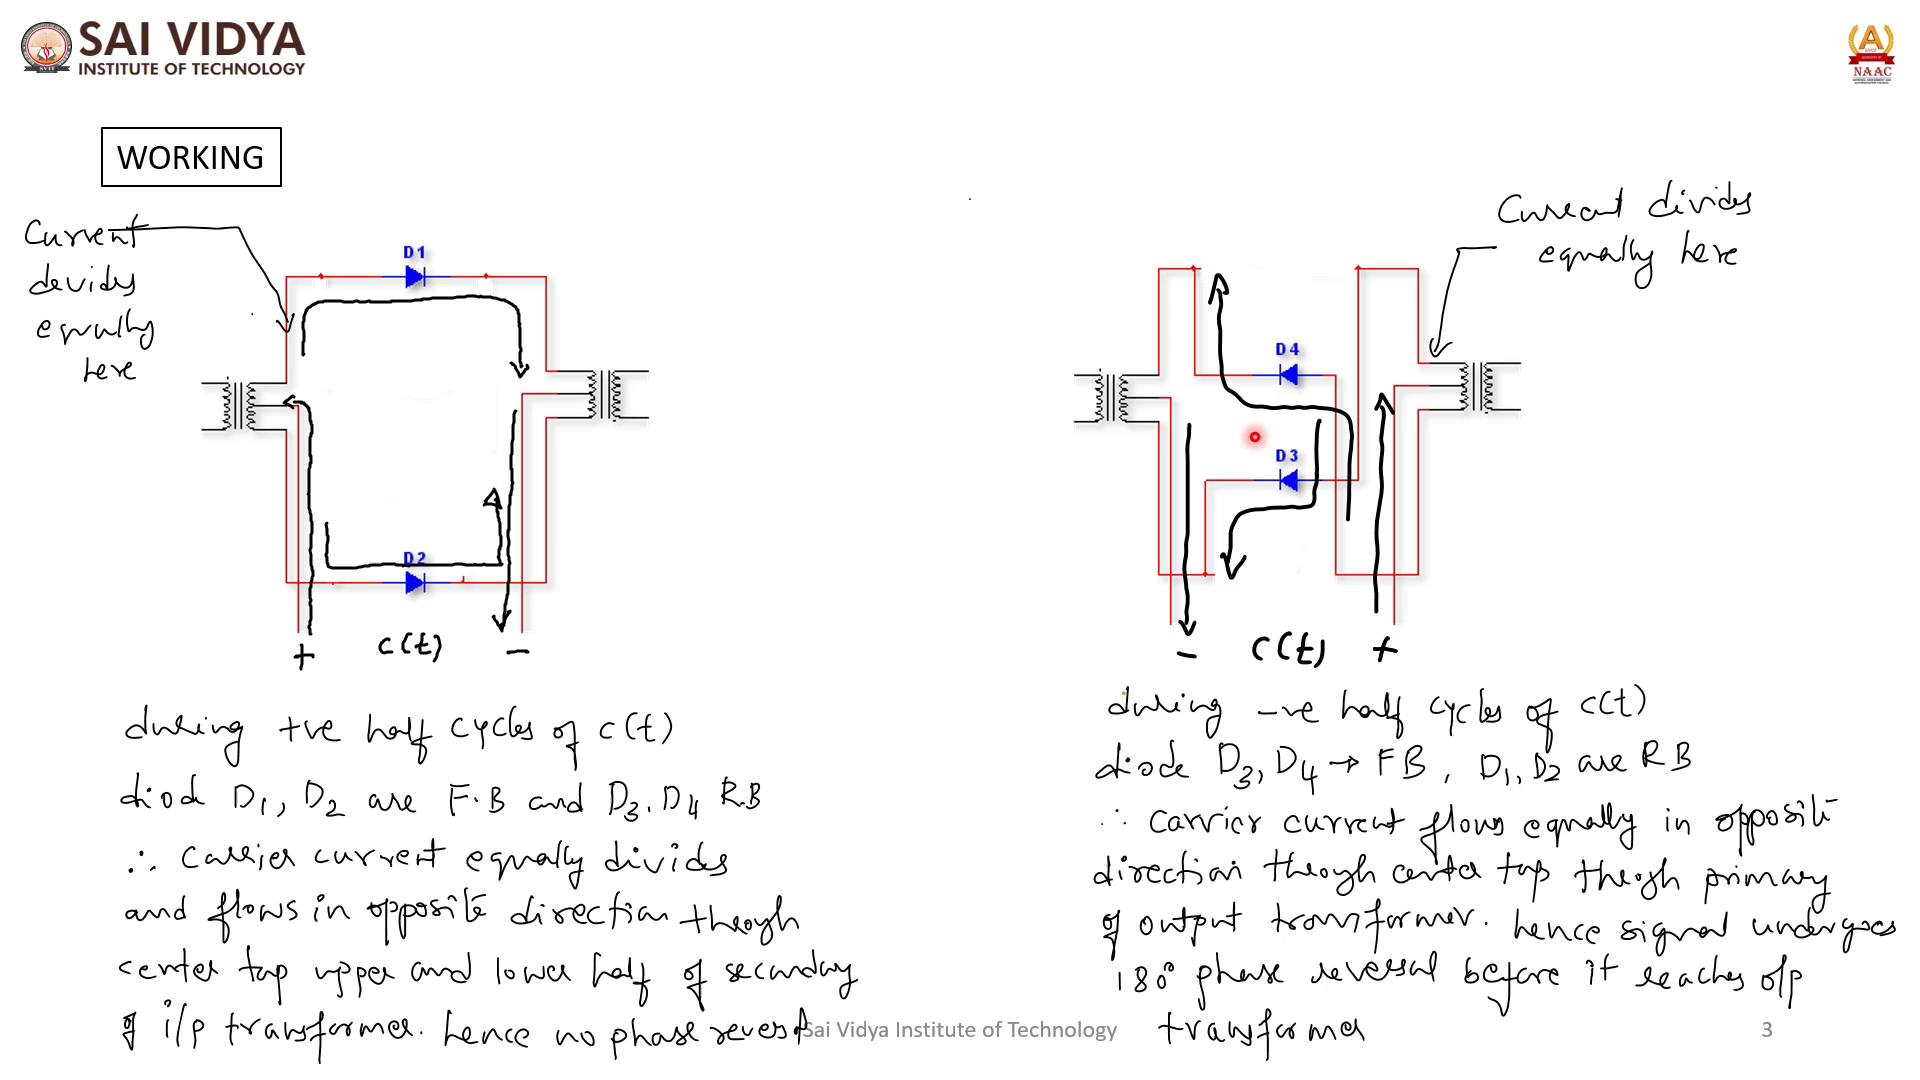 SAI VIDYA
INSTITUTE OF TECHNOLOGY
NAAC
WORKING
Current
devides
equally
here
D1
D2
+ c(t) -
during +ve half cycles of c(t)
diode D1, D2 are F.B and D3, D4 R.B
∴ carrier current equally divides
and flows in opposite direction through
center tap upper and lower half of secondary
of i/p transformer. hence no phase reversal
Current divides
equally here
D4
D3
- c(t) +
during -ve half cycles of c(t)
diode D3, D4 → FB, D1, D2 are RB
∴ carrier current flows equally in opposite
direction through center tap through primary
of output transformer. hence signal undergoes
180° phase reversal before it reaches o/p
transformer
Sai Vidya Institute of Technology
3